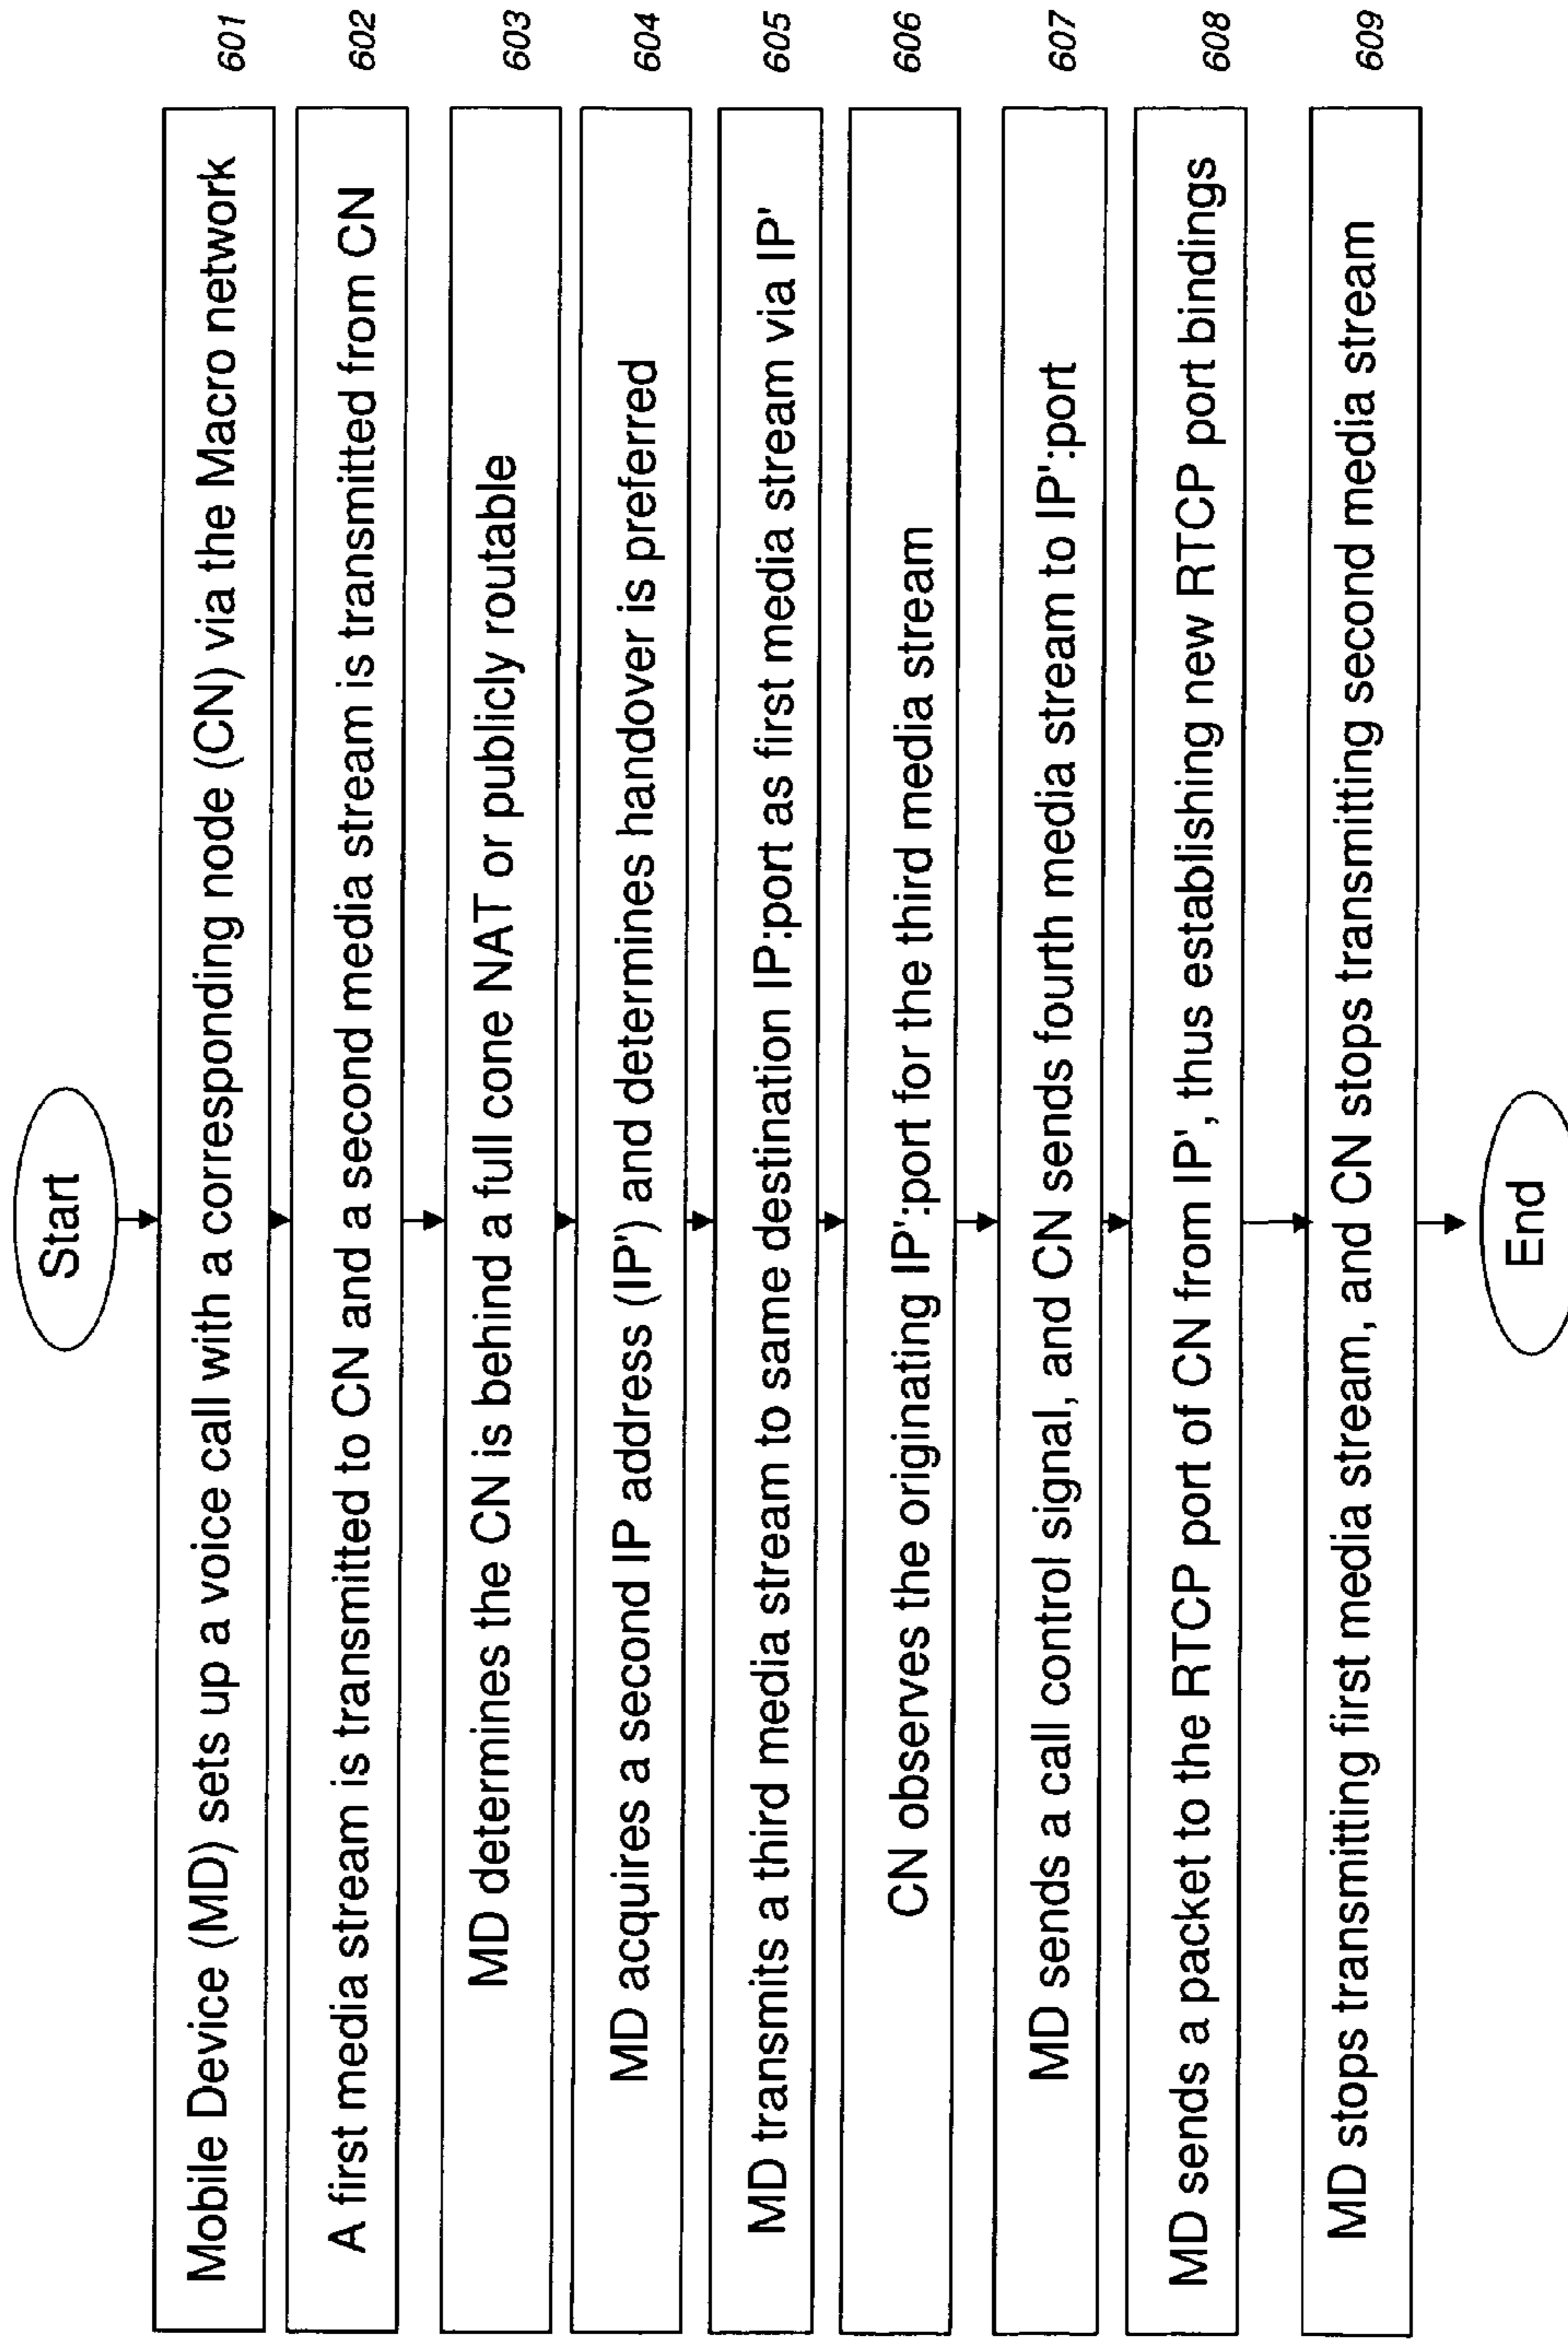 Start
Mobile Device (MD) sets up a voice call with a corresponding node (CN) via the Macro network 601
A first media stream is transmitted to CN and a second media stream is transmitted from CN 602
MD determines the CN is behind a full cone NAT or publicly routable 603
MD acquires a second IP address (IP') and determines handover is preferred 604
MD transmits a third media stream to same destination IP:port as first media stream via IP' 605
CN observes the originating IP':port for the third media stream 606
MD sends a call control signal, and CN sends fourth media stream to IP':port 607
MD sends a packet to the RTCP port of CN from IP', thus establishing new RTCP port bindings 608
MD stops transmitting first media stream, and CN stops transmitting second media stream 609
End